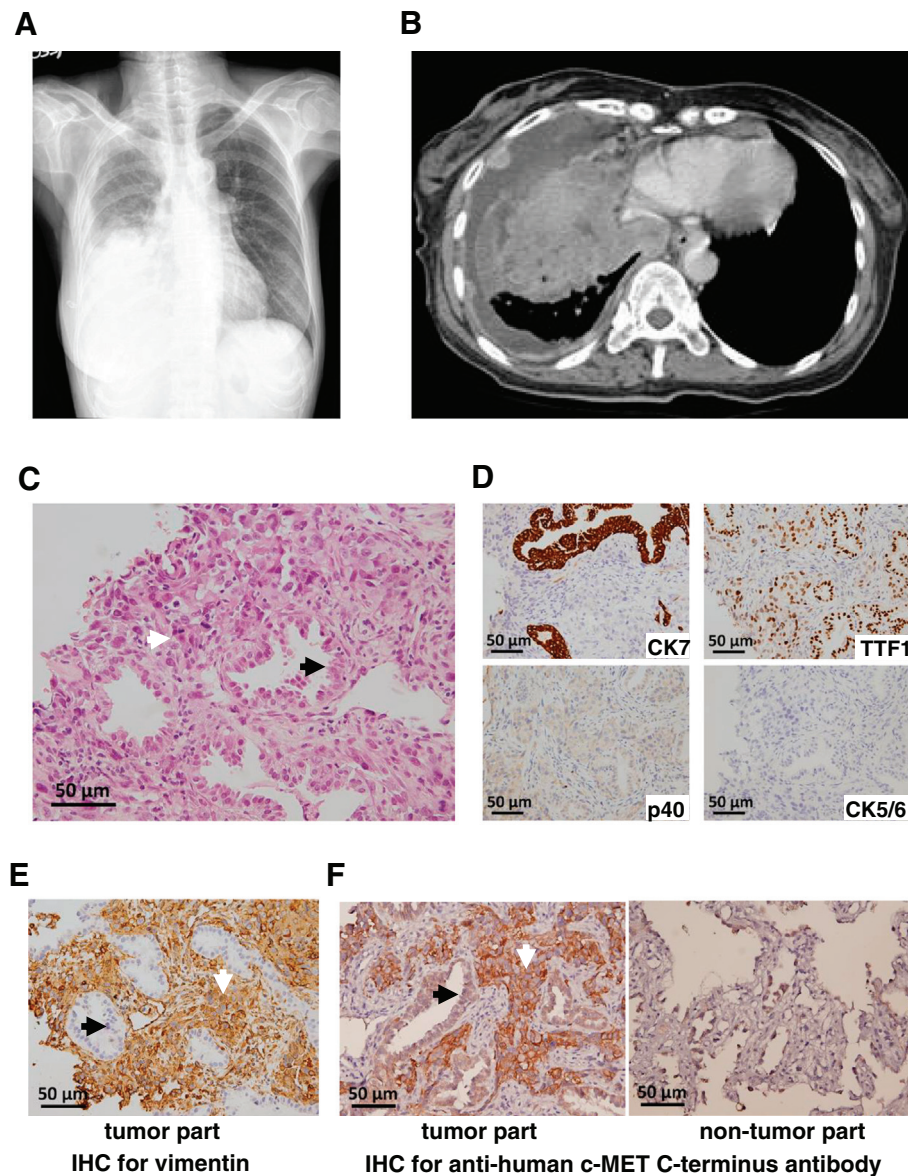 A
B
C
50 µm
D
50 µm
CK7
50 µm
TTF1
50 µm
p40
50 µm
CK5/6
E
50 µm
tumor part
IHC for vimentin
F
50 µm
tumor part
50 µm
non-tumor part
IHC for anti-human c-MET C-terminus antibody